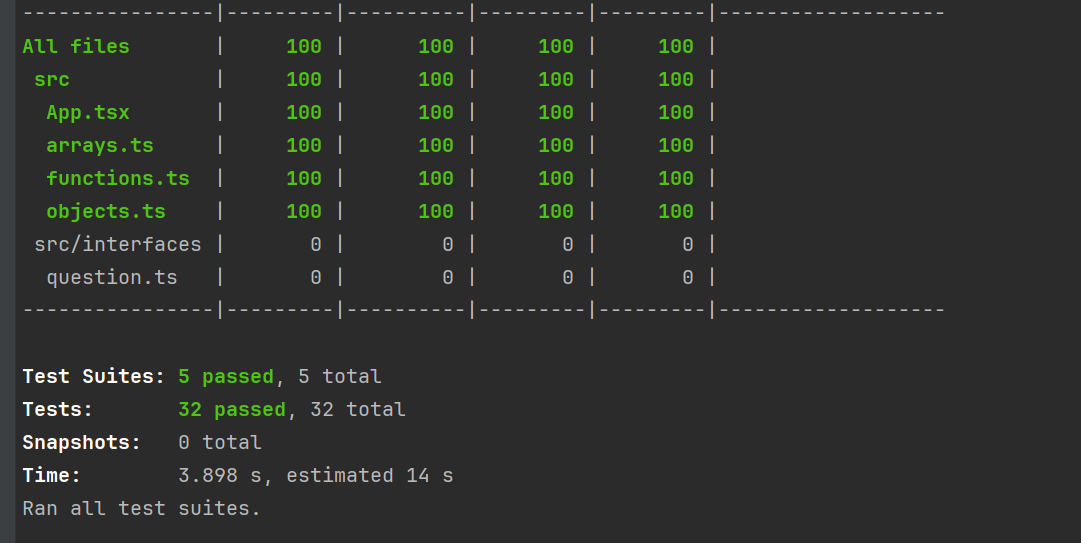 ----------------|---------|----------|---------|---------|-------------------
All files       |     100 |      100 |     100 |     100 |
 src            |     100 |      100 |     100 |     100 |
  App.tsx       |     100 |      100 |     100 |     100 |
  arrays.ts     |     100 |      100 |     100 |     100 |
  functions.ts  |     100 |      100 |     100 |     100 |
  objects.ts    |     100 |      100 |     100 |     100 |
 src/interfaces |       0 |        0 |       0 |       0 |
  question.ts   |       0 |        0 |       0 |       0 |
----------------|---------|----------|---------|---------|-------------------
Test Suites: 5 passed, 5 total
Tests:       32 passed, 32 total
Snapshots:   0 total
Time:        3.898 s, estimated 14 s
Ran all test suites.